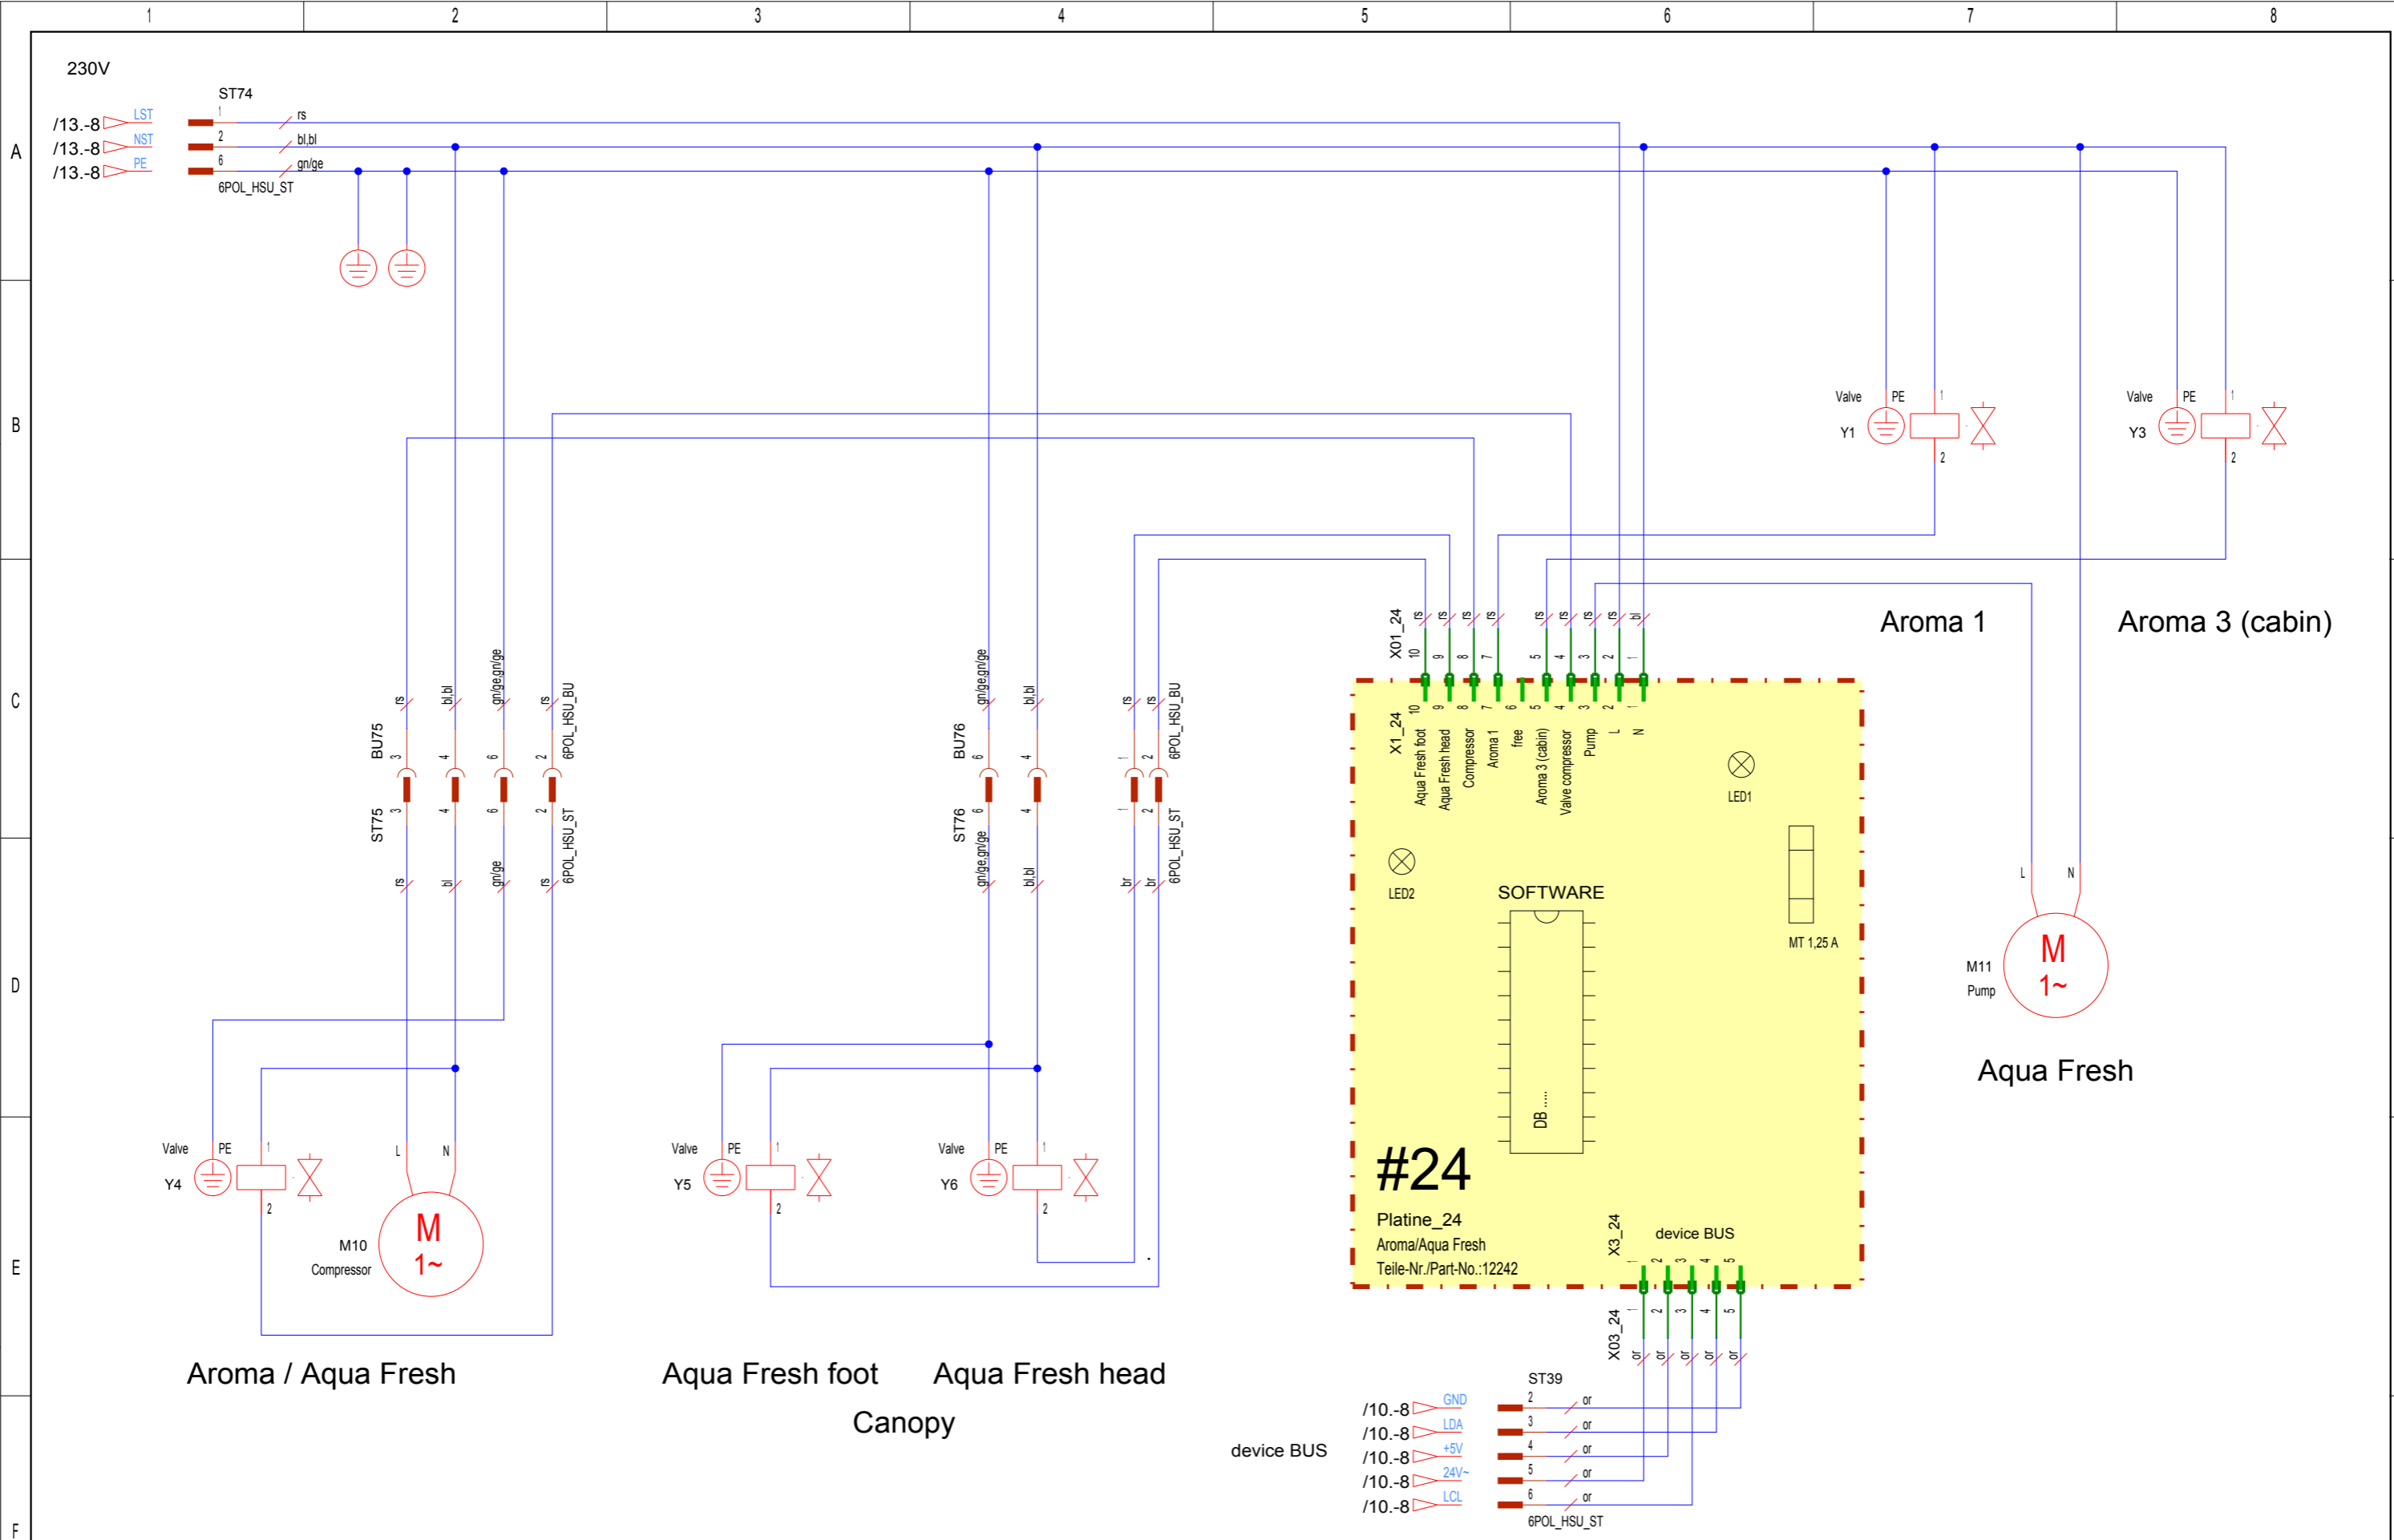 1 2 3 4 5 6 7 8
230V
ST74
/13.-8 LST 1 rs
/13.-8 NST 2 bl,bl
/13.-8 PE 6 gn/ge
6POL_HSU_ST
A
B
C
D
E
F
Valve PE 1
Y1
2
Valve PE 1
Y3
2
Aroma 1
Aroma 3 (cabin)
X01_24
rs rs rs rs rs rs rs rs bl
10 9 8 7 5 4 3 2 1
X1_24
10 9 8 7 6 5 4 3 2 1
Aqua Fresh foot
Aqua Fresh head
Compressor
Aroma 1
free
Aroma 3 (cabin)
Valve compressor
Pump
L
N
BU75
rs bl,bl gn/ge,gn/ge rs
3 4 6 2
6POL_HSU_BU
ST75
3 4 6 2
6POL_HSU_ST
rs bl gn/ge rs
BU76
gn/ge,gn/ge bl,bl rs rs
6 4 1 2
6POL_HSU_BU
ST76
6 4 1 2
6POL_HSU_ST
gn/ge,gn/ge bl,bl br br
LED1
LED2
SOFTWARE
MT 1,25 A
DB .....
L N
M
1~
M11
Pump
Aqua Fresh
Valve PE 1
Y4
2
L N
M
1~
M10
Compressor
Valve PE 1
Y5
2
Valve PE 1
Y6
2
#24
Platine_24
Aroma/Aqua Fresh
Teile-Nr./Part-No.:12242
X3_24
device BUS
1 2 3 4 5
X03_24
1 2 3 4 5
or or or or or
Aroma / Aqua Fresh
Aqua Fresh foot
Aqua Fresh head
Canopy
device BUS
ST39
/10.-8 GND 2 or
/10.-8 LDA 3 or
/10.-8 +5V 4 or
/10.-8 24V~ 5 or
/10.-8 LCL 6 or
6POL_HSU_ST